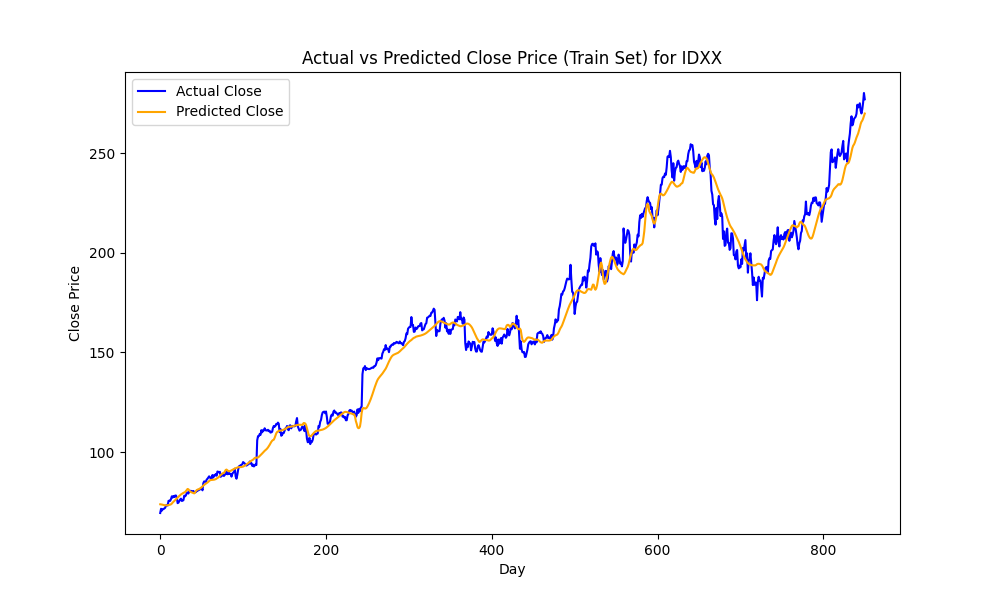 Actual vs Predicted Close Price (Train Set) for IDXX
Actual Close
Predicted Close
Close Price
250
200
150
100
0 200 400 600 800
Day